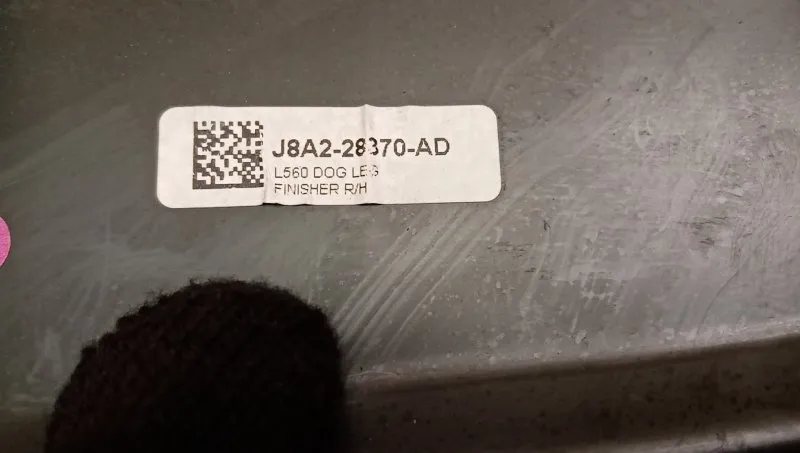 J8A2-28370-AD
L560 DOG LEG
FINISHER R/H